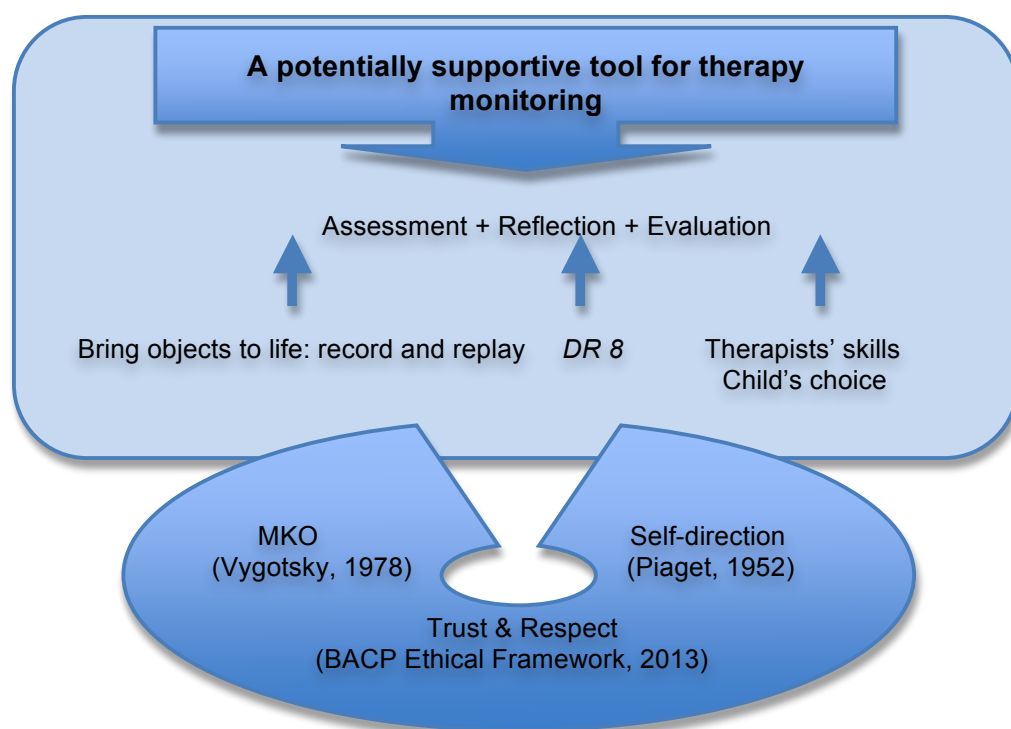 A potentially supportive tool for therapy
monitoring
Assessment + Reflection + Evaluation
Bring objects to life: record and replay DR 8 Therapists’ skills
Child’s choice
MKO
(Vygotsky, 1978)
Self-direction
(Piaget, 1952)
Trust & Respect
(BACP Ethical Framework, 2013)